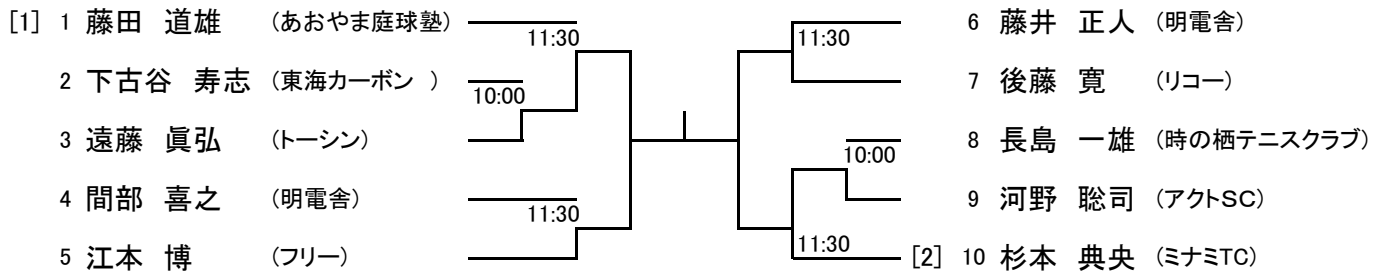 [1] 1 藤田 道雄 (あおやま庭球塾)
11:30
2 下古谷 寿志 (東海カーボン )
10:00
3 遠藤 眞弘 (トーシン)
4 間部 喜之 (明電舎)
11:30
5 江本 博 (フリー)
6 藤井 正人 (明電舎)
11:30
7 後藤 寛 (リコー)
8 長島 一雄 (時の栖テニスクラブ)
10:00
9 河野 聡司 (アクトSC)
11:30
[2] 10 杉本 典央 (ミナミTC)